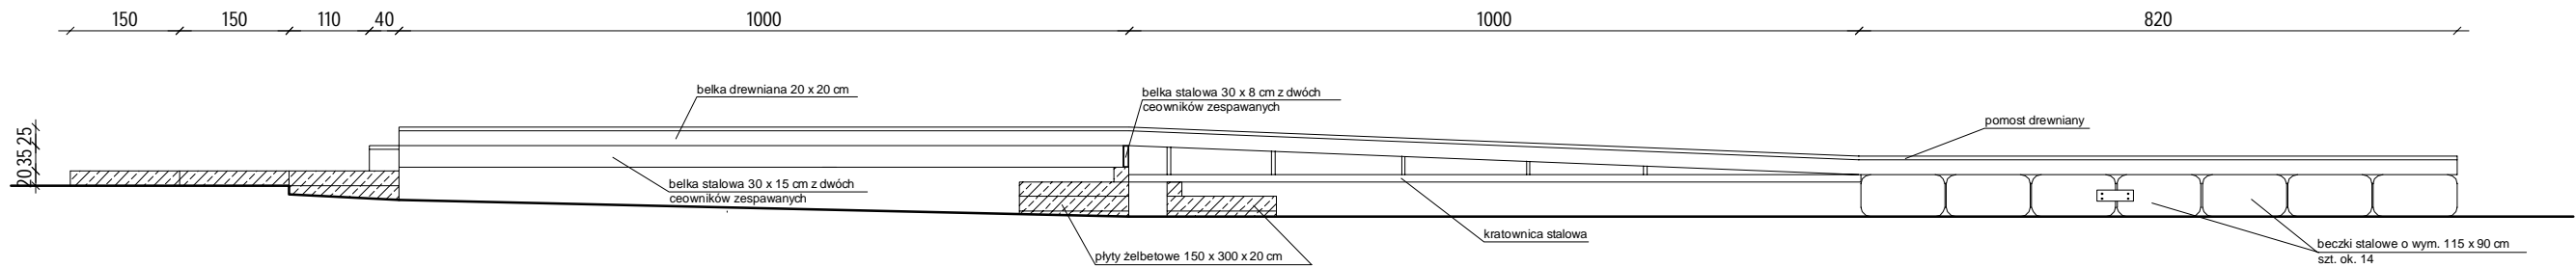 150 150 110 40 1000 1000 820
belka drewniana 20 x 20 cm
belka stalowa 30 x 8 cm z dwóch
ceowników zespawanych
pomost drewniany
20 35 25
belka stalowa 30 x 15 cm z dwóch
ceowników zespawanych
kratownica stalowa
płyty żelbetowe 150 x 300 x 20 cm
beczki stalowe o wym. 115 x 90 cm
szt. ok. 14